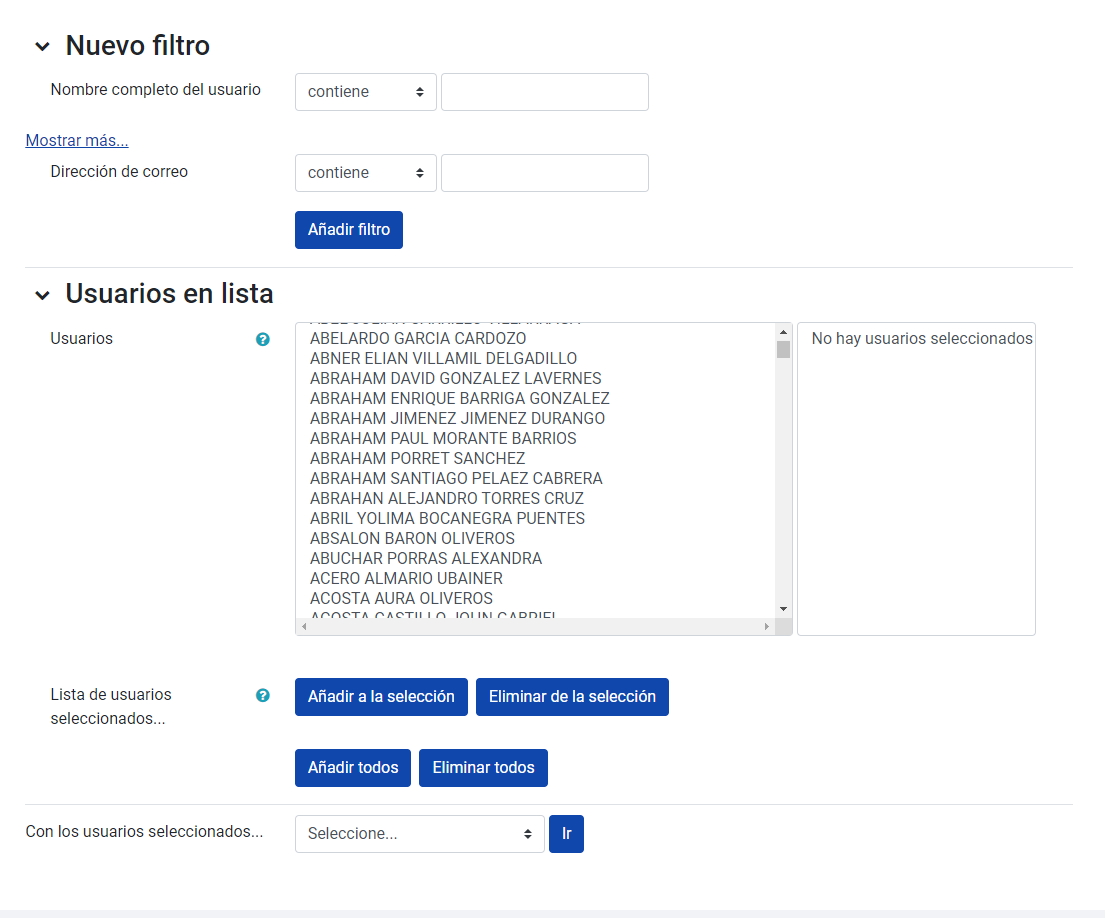 Nuevo filtro
Nombre completo del usuario
contiene
Mostrar más...
Dirección de correo
contiene
Añadir filtro
Usuarios en lista
Usuarios
ABELARDO GARCIA CARDOZO
No hay usuarios seleccionados
ABNER ELIAN VILLAMIL DELGADILLO
ABRAHAM DAVID GONZALEZ LAVERNES
ABRAHAM ENRIQUE BARRIGA GONZALEZ
ABRAHAM JIMENEZ JIMENEZ DURANGO
ABRAHAM PAUL MORANTE BARRIOS
ABRAHAM PORRET SANCHEZ
ABRAHAM SANTIAGO PELAEZ CABRERA
ABRAHAN ALEJANDRO TORRES CRUZ
ABRIL YOLIMA BOCANEGRA PUENTES
ABSALON BARON OLIVEROS
ABUCHAR PORRAS ALEXANDRA
ACERO ALMARIO UBAINER
ACOSTA AURA OLIVEROS
ACOSTA CASTILLO JOHN GABRIEL
Lista de usuarios
seleccionados...
Añadir a la selección
Eliminar de la selección
Añadir todos
Eliminar todos
Con los usuarios seleccionados...
Seleccione...
Ir